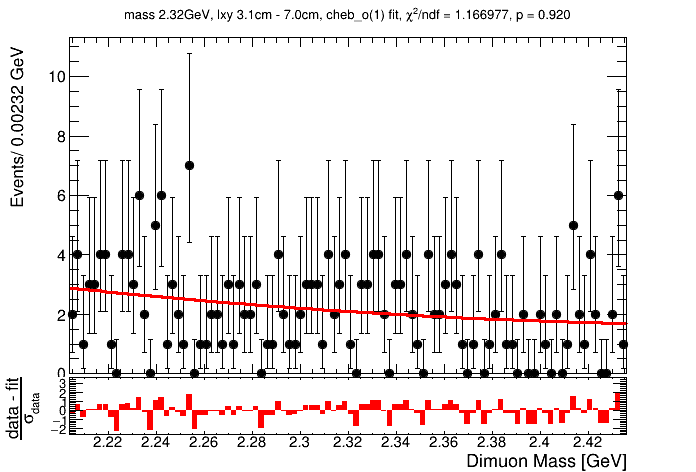 mass 2.32GeV, lxy 3.1cm - 7.0cm, cheb_o(1) fit, χ²/ndf = 1.166977, p = 0.920
Events/ 0.00232 GeV
10
8
6
4
2
0
data - fit
σdata
3
2
1
0
−1
−2
2.22 2.24 2.26 2.28 2.3 2.32 2.34 2.36 2.38 2.4 2.42
Dimuon Mass [GeV]